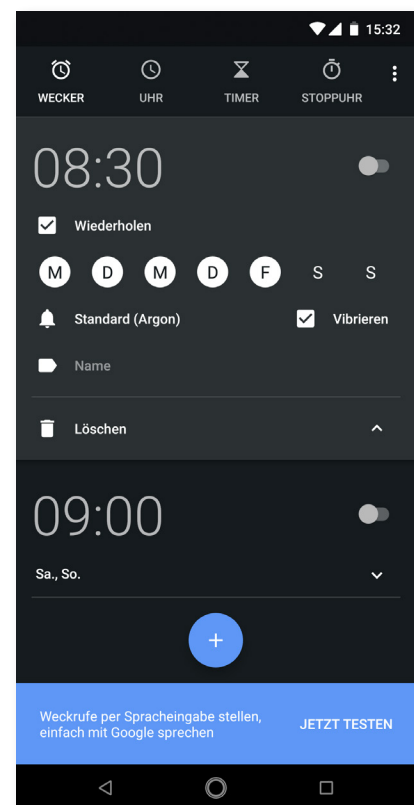 15:32
WECKER UHR TIMER STOPPUHR
08:30
Wiederholen
M D M D F S S
Standard (Argon) Vibrieren
Name
Löschen
09:00
Sa., So.
Weckrufe per Spracheingabe stellen,
einfach mit Google sprechen
JETZT TESTEN